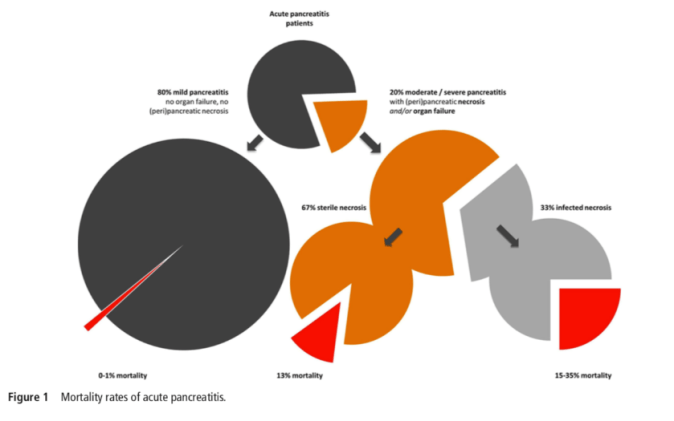 Acute pancreatitis
patients
80% mild pancreatitis
no organ failure, no
(peri)pancreatic necrosis
20% moderate / severe pancreatitis
with (peri)pancreatic necrosis
and/or organ failure
67% sterile necrosis
33% infected necrosis
0-1% mortality
13% mortality
15-35% mortality
Figure 1 Mortality rates of acute pancreatitis.